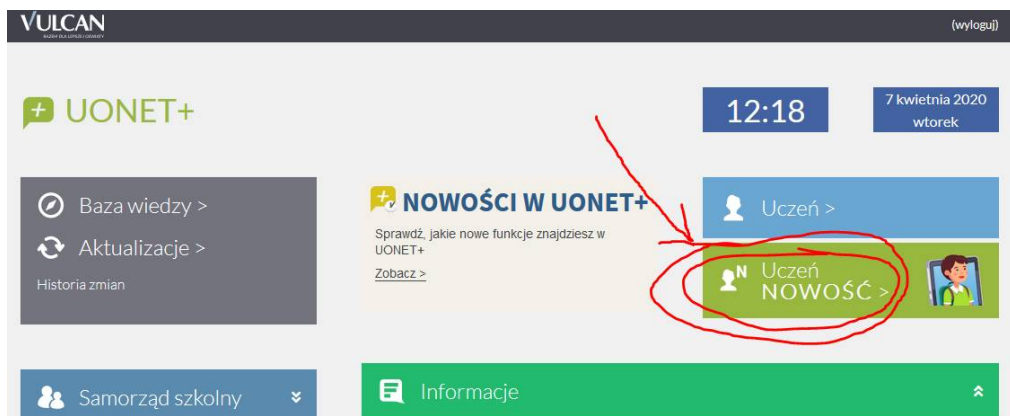 VULCAN
(wyloguj)
UONET+
12:18
7 kwietnia 2020
wtorek
Baza wiedzy >
Aktualizacje >
Historia zmian
NOWOŚCI W UONET+
Sprawdź, jakie nowe funkcje znajdziesz w
UONET+
Zobacz >
Uczeń >
N Uczeń
NOWOŚĆ >
Samorząd szkolny
Informacje